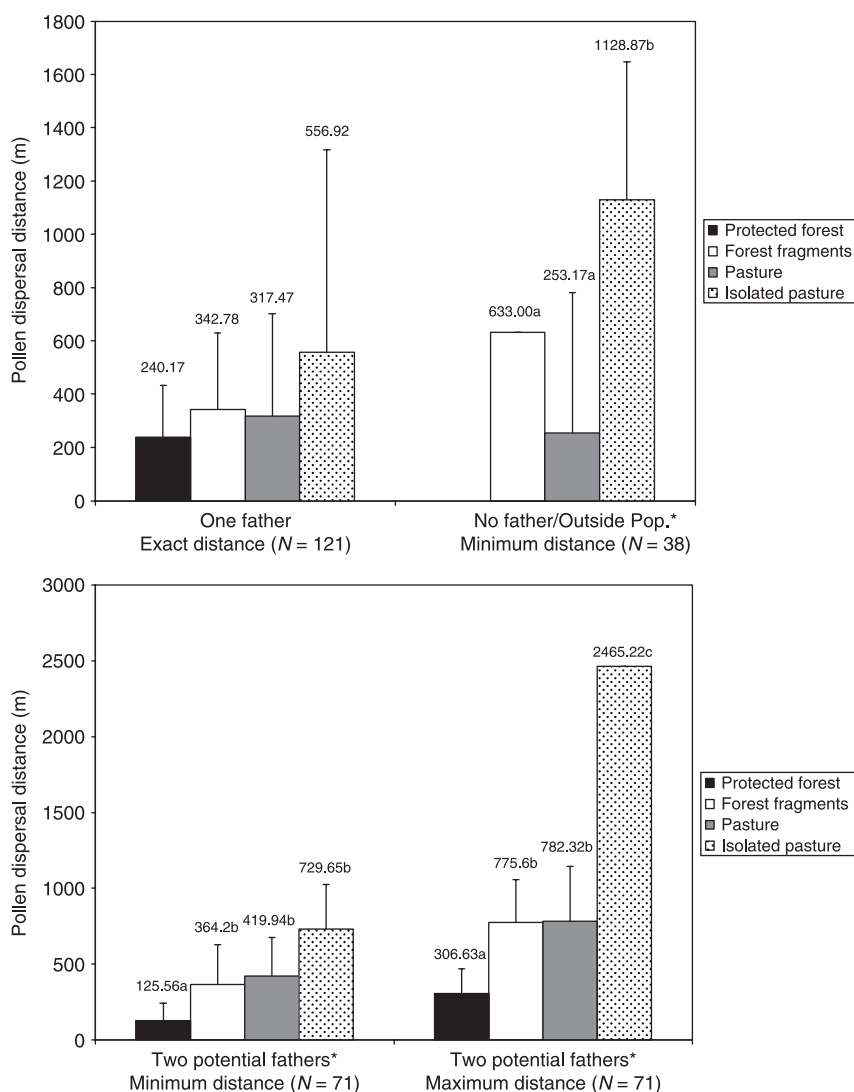 Pollen dispersal distance (m)
1800
1600
1400
1200
1000
800
600
400
200
0
240.17
342.78
317.47
556.92
633.00a
253.17a
1128.87b
One father
Exact distance (N = 121)
No father/Outside Pop.*
Minimum distance (N = 38)
Protected forest
Forest fragments
Pasture
Isolated pasture
Pollen dispersal distance (m)
3000
2500
2000
1500
1000
500
0
125.56a
364.2b
419.94b
729.65b
306.63a
775.6b
782.32b
2465.22c
Two potential fathers*
Minimum distance (N = 71)
Two potential fathers*
Maximum distance (N = 71)
Protected forest
Forest fragments
Pasture
Isolated pasture